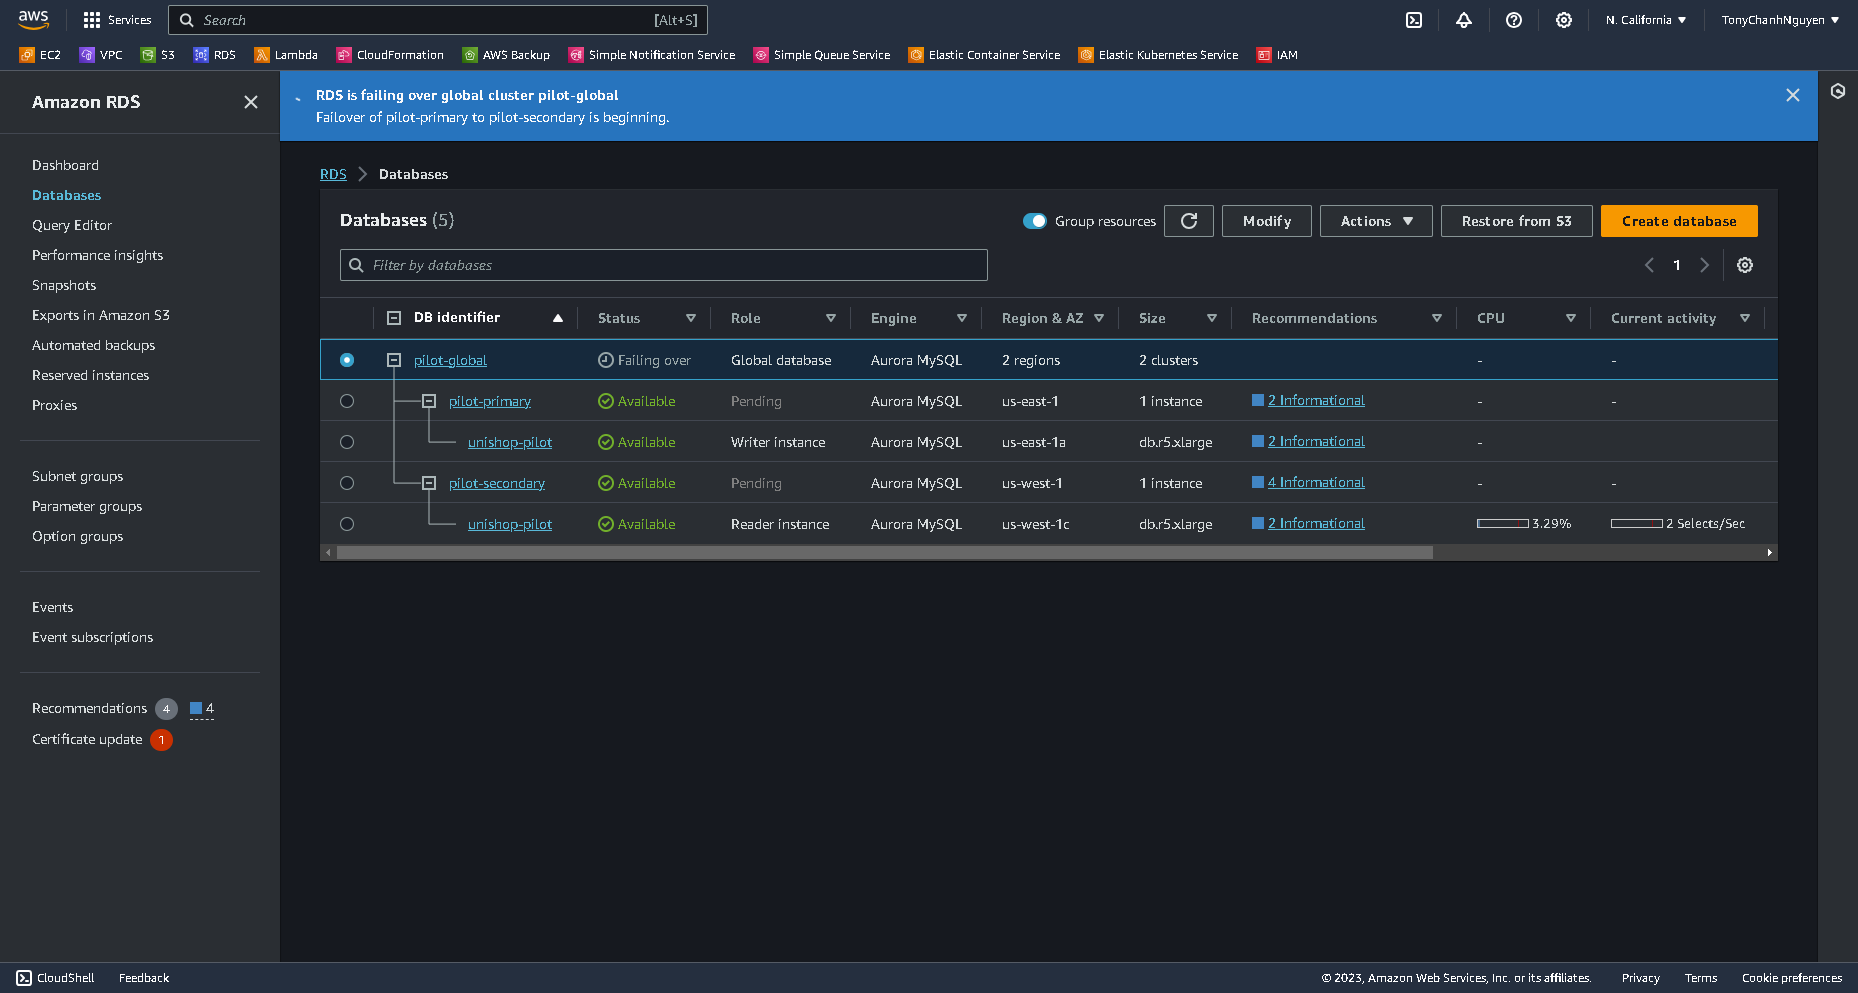 aws
Services
Search [Alt+S]
N. California
TonyChanhNguyen
EC2 VPC S3 RDS Lambda CloudFormation AWS Backup Simple Notification Service Simple Queue Service Elastic Container Service Elastic Kubernetes Service IAM
Amazon RDS
Dashboard
Databases
Query Editor
Performance insights
Snapshots
Exports in Amazon S3
Automated backups
Reserved instances
Proxies
Subnet groups
Parameter groups
Option groups
Events
Event subscriptions
Recommendations 4 4
Certificate update 1
RDS is failing over global cluster pilot-global
Failover of pilot-primary to pilot-secondary is beginning.
RDS Databases
Databases (5)
Group resources Modify Actions Restore from S3 Create database
Filter by databases
1
DB identifier Status Role Engine Region & AZ Size Recommendations CPU Current activity
pilot-global Failing over Global database Aurora MySQL 2 regions 2 clusters - -
pilot-primary Available Pending Aurora MySQL us-east-1 1 instance 2 Informational - -
unishop-pilot Available Writer instance Aurora MySQL us-east-1a db.r5.xlarge 2 Informational -
pilot-secondary Available Pending Aurora MySQL us-west-1 1 instance 4 Informational - -
unishop-pilot Available Reader instance Aurora MySQL us-west-1c db.r5.xlarge 2 Informational 3.29% 2 Selects/Sec
CloudShell Feedback
© 2023, Amazon Web Services, Inc. or its affiliates. Privacy Terms Cookie preferences